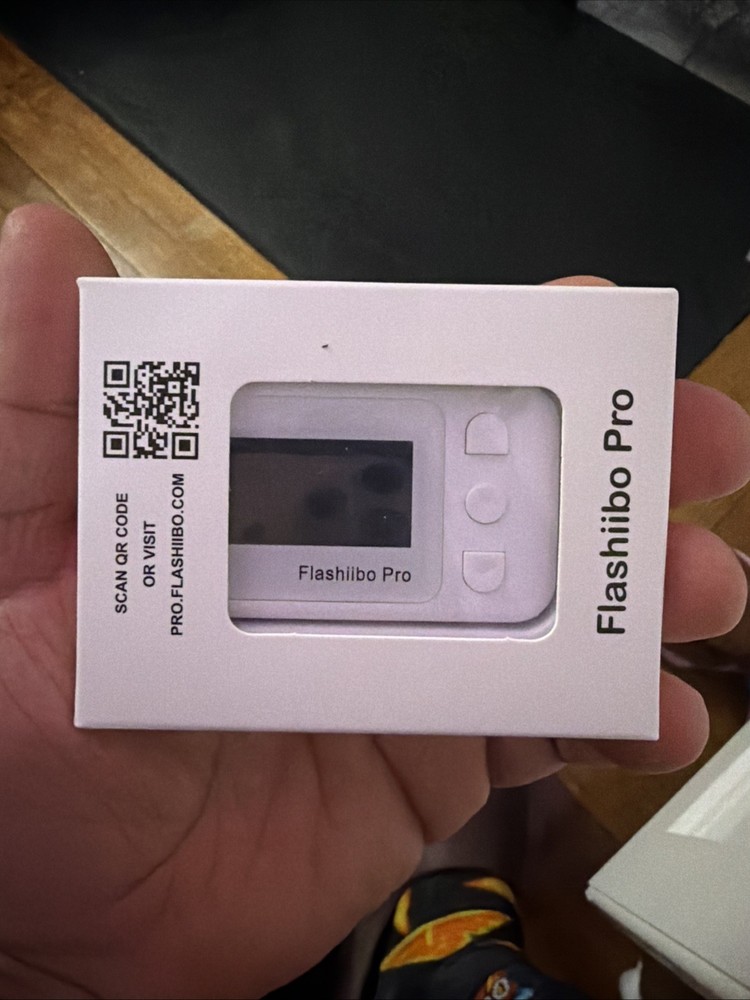 Flashiibo Pro
Flashiibo Pro
SCAN QR CODE
OR VISIT
PRO.FLASHIIBO.COM